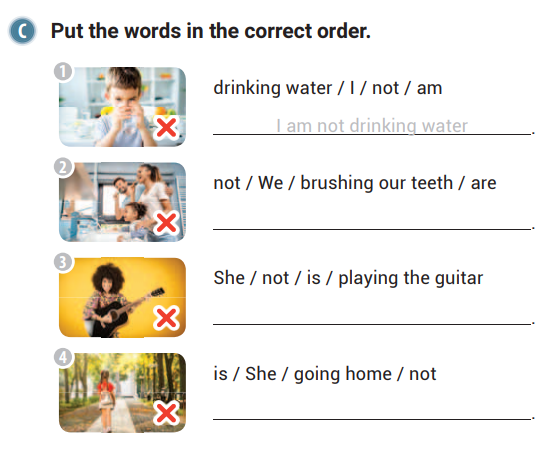 C Put the words in the correct order.
1
drinking water / I / not / am
I am not drinking water.
2
not / We / brushing our teeth / are
.
3
She / not / is / playing the guitar
.
4
is / She / going home / not
.